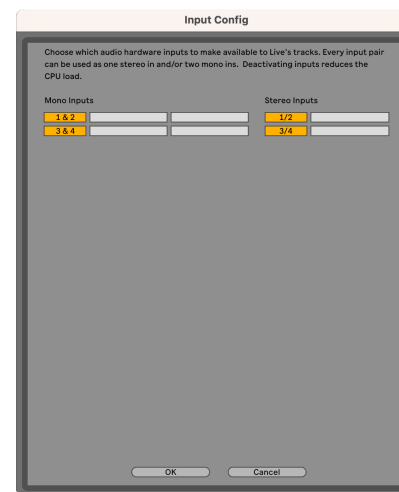 Input Config
Choose which audio hardware inputs to make available to Live's tracks. Every input pair
can be used as one stereo in and/or two mono ins. Deactivating inputs reduces the
CPU load.
Mono Inputs Stereo Inputs
1 & 2 1/2
3 & 4 3/4
OK Cancel